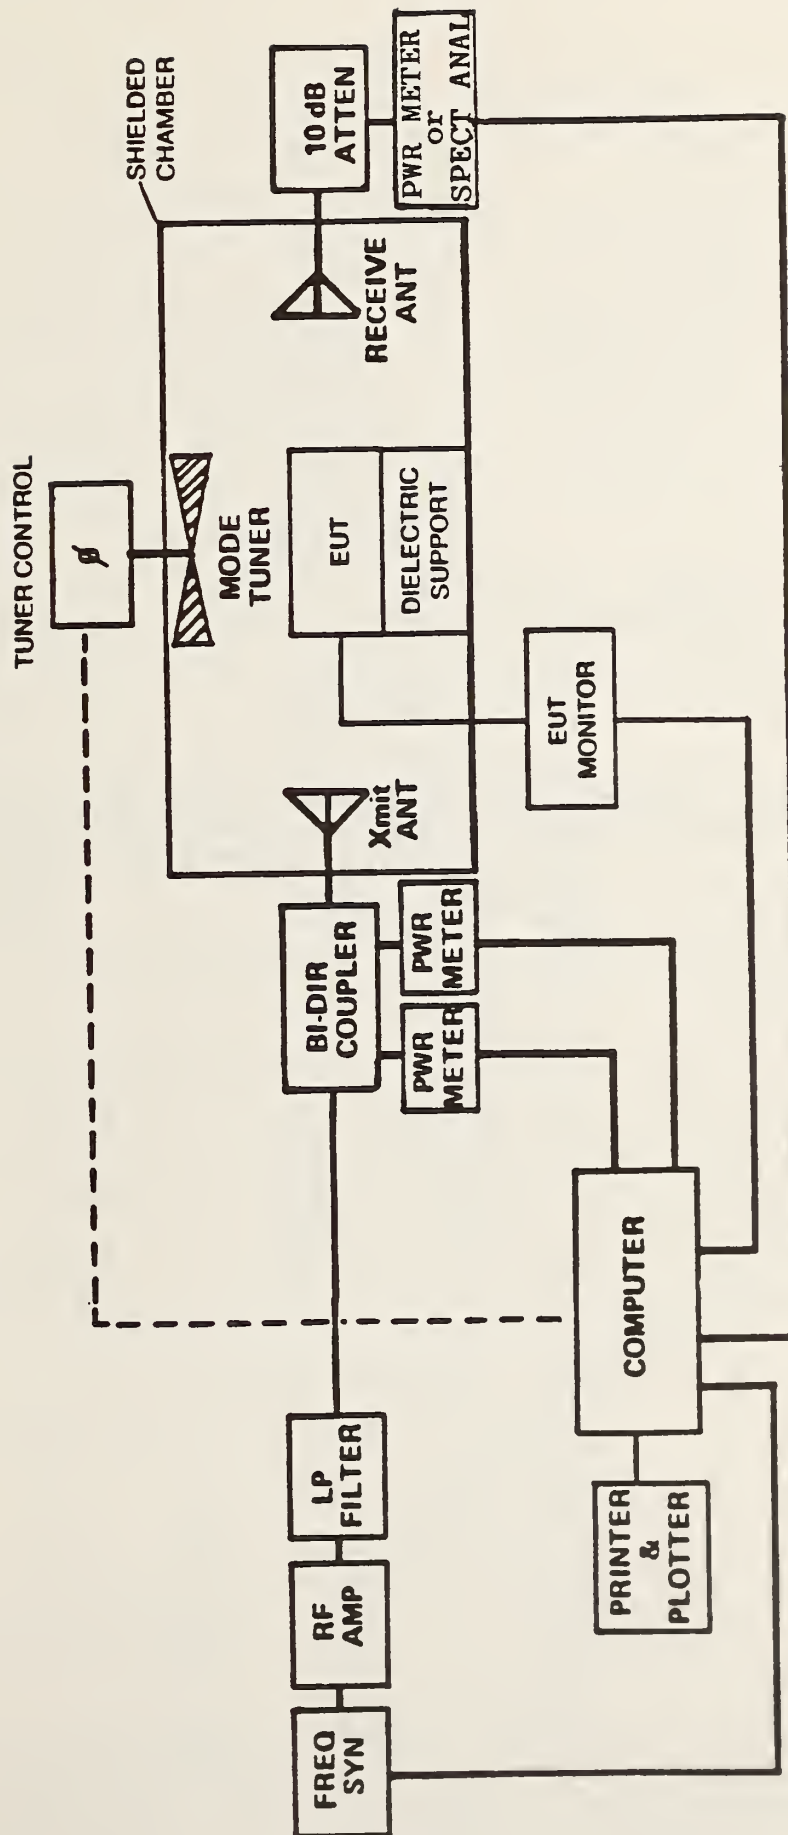 TUNER CONTROL
ø
SHIELDED
CHAMBER
MODE
TUNER
FREQ
SYN
RF
AMP
LP
FILTER
BI-DIR
COUPLER
Xmit
ANT
EUT
DIELECTRIC
SUPPORT
RECEIVE
ANT
10 dB
ATTEN
PWR METER
or
SPECT ANAL
PWR
METER
PWR
METER
EUT
MONITOR
PRINTER
&
PLOTTER
COMPUTER